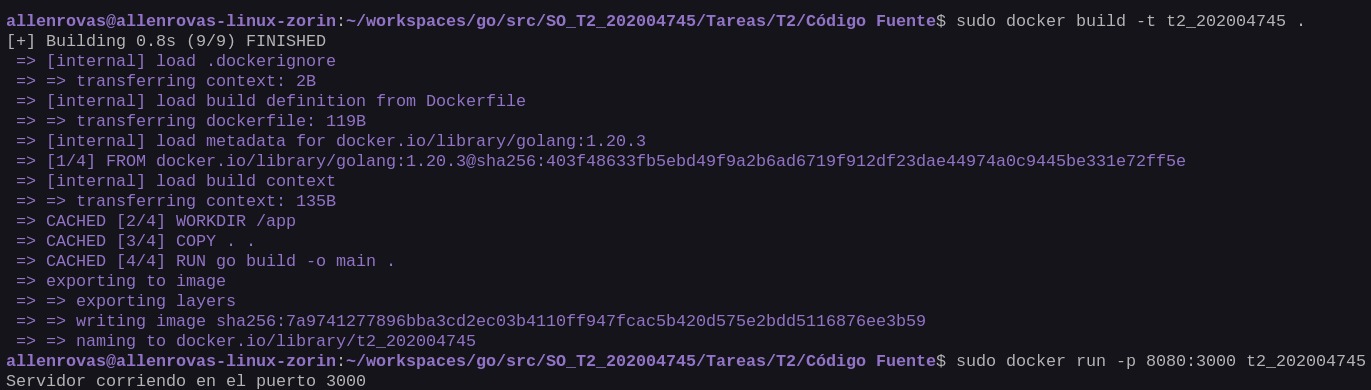 allenrovas@allenrovas-linux-zorin:~/workspaces/go/src/SO_T2_202004745/Tareas/T2/Código Fuente$ sudo docker build -t t2_202004745 .
[+] Building 0.8s (9/9) FINISHED
 => [internal] load .dockerignore
 => => transferring context: 2B
 => [internal] load build definition from Dockerfile
 => => transferring dockerfile: 119B
 => [internal] load metadata for docker.io/library/golang:1.20.3
 => [1/4] FROM docker.io/library/golang:1.20.3@sha256:403f48633fb5ebd49f9a2b6ad6719f912df23dae44974a0c9445be331e72ff5e
 => [internal] load build context
 => => transferring context: 135B
 => CACHED [2/4] WORKDIR /app
 => CACHED [3/4] COPY . .
 => CACHED [4/4] RUN go build -o main .
 => exporting to image
 => => exporting layers
 => => writing image sha256:7a9741277896bba3cd2ec03b4110ff947fcac5b420d575e2bdd5116876ee3b59
 => => naming to docker.io/library/t2_202004745
allenrovas@allenrovas-linux-zorin:~/workspaces/go/src/SO_T2_202004745/Tareas/T2/Código Fuente$ sudo docker run -p 8080:3000 t2_202004745
Servidor corriendo en el puerto 3000